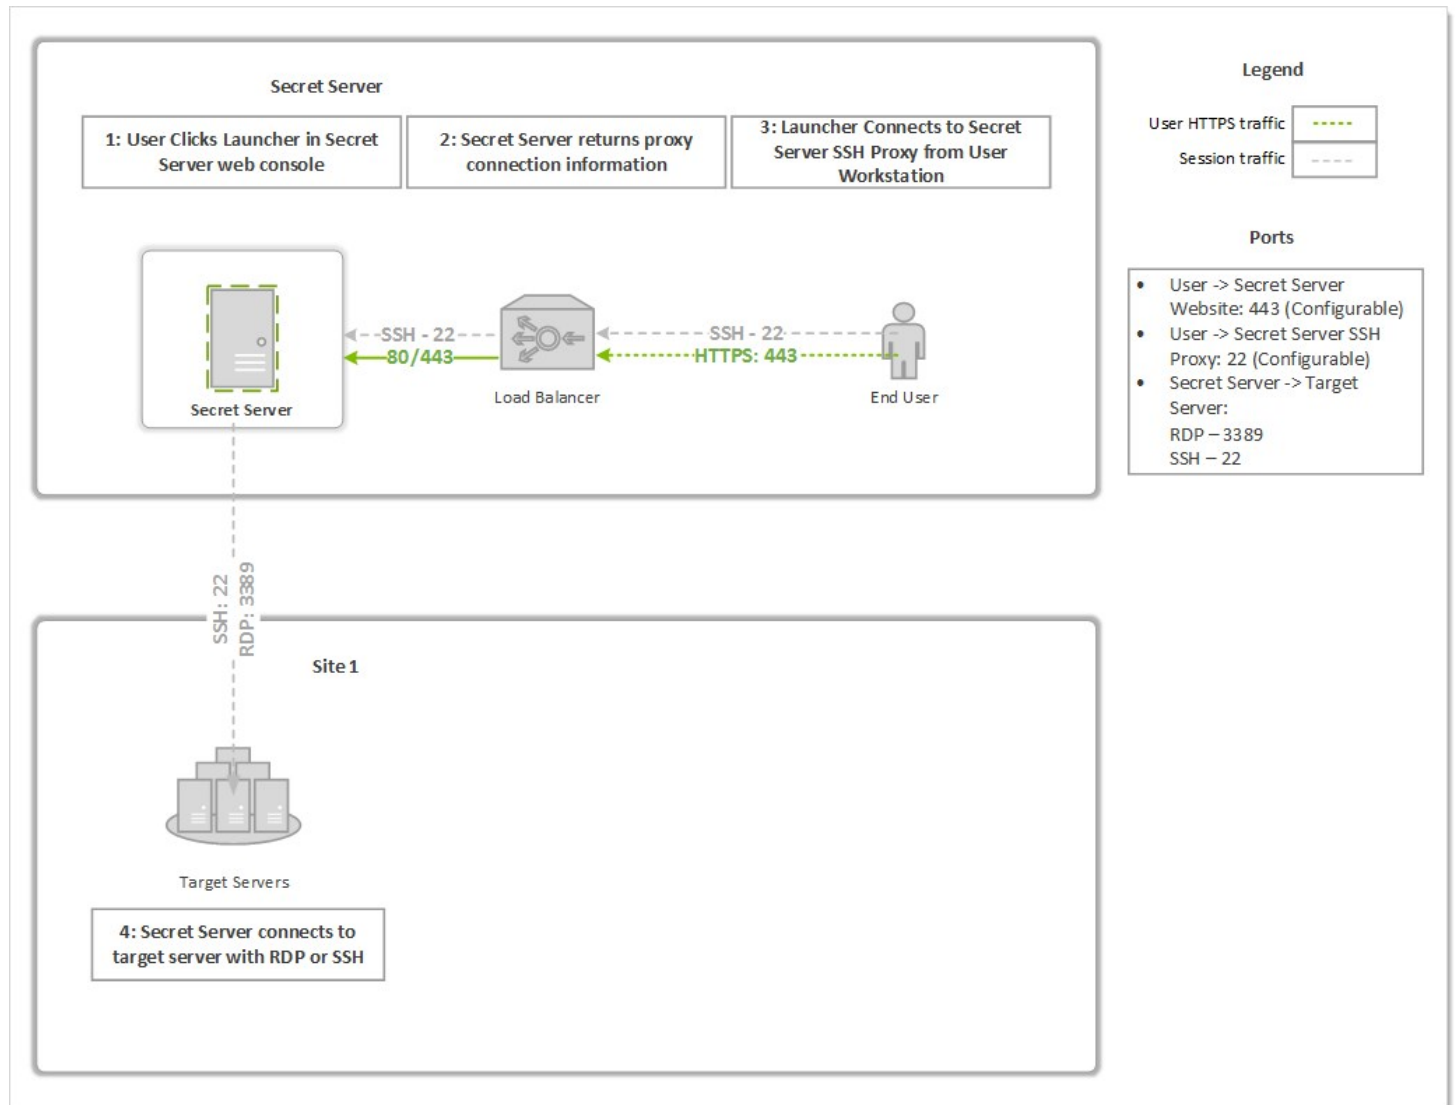 Secret Server
1: User Clicks Launcher in Secret
Server web console
2: Secret Server returns proxy
connection information
3: Launcher Connects to Secret
Server SSH Proxy from User
Workstation
SSH - 22
80/443
SSH - 22
HTTPS: 443
Secret Server
Load Balancer
End User
SSH: 22
RDP: 3389
Site 1
Target Servers
4: Secret Server connects to
target server with RDP or SSH
Legend
User HTTPS traffic
Session traffic
Ports
• User -> Secret Server
Website: 443 (Configurable)
• User -> Secret Server SSH
Proxy: 22 (Configurable)
• Secret Server -> Target
Server:
RDP – 3389
SSH – 22